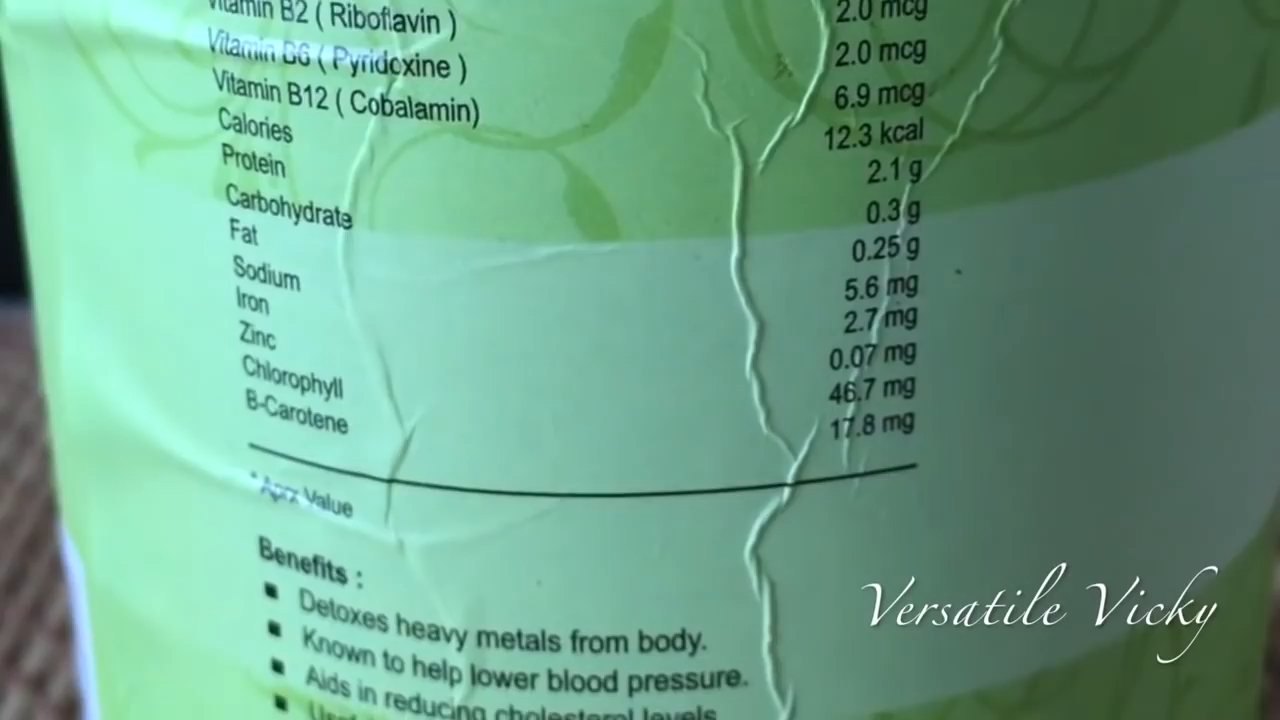 Vitamin B2 ( Riboflavin ) 2.0 mcg
Vitamin B6 ( Pyridoxine ) 2.0 mcg
Vitamin B12 ( Cobalamin) 6.9 mcg
Calories 12.3 kcal
Protein 2.1 g
Carbohydrate 0.3 g
Fat 0.25 g
Sodium 5.6 mg
Iron 2.7 mg
Zinc 0.07 mg
Chlorophyll 46.7 mg
B-Carotene 17.8 mg
* Aprx Value
Benefits :
■ Detoxes heavy metals from body.
■ Known to help lower blood pressure.
■ Aids in reducing cholesterol levels
Versatile Vicky